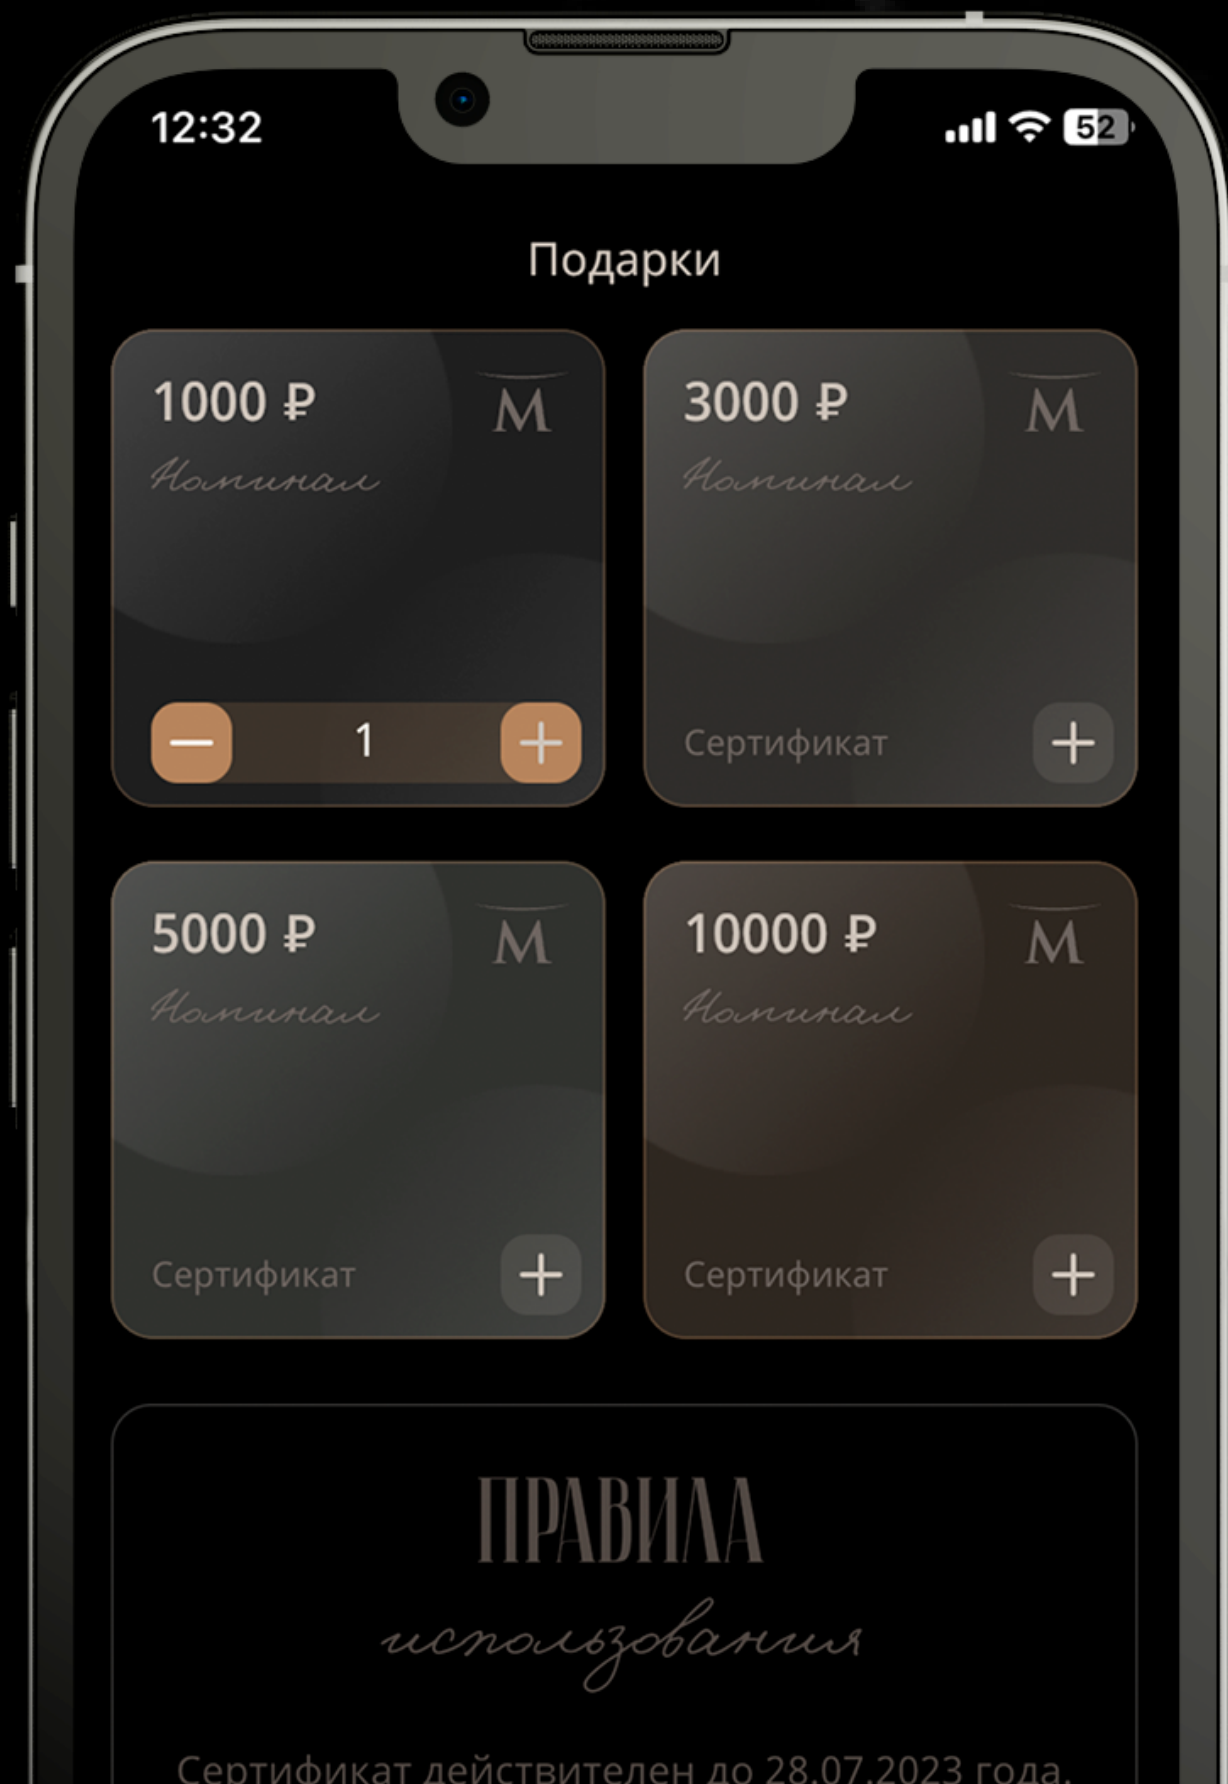 12:32
52
Подарки
1000 ₽
М
Номинал
1
3000 ₽
М
Номинал
Сертификат
5000 ₽
М
Номинал
Сертификат
10000 ₽
М
Номинал
Сертификат
ПРАВИЛА
использования
Сертификат действителен до 28.07.2023 года.